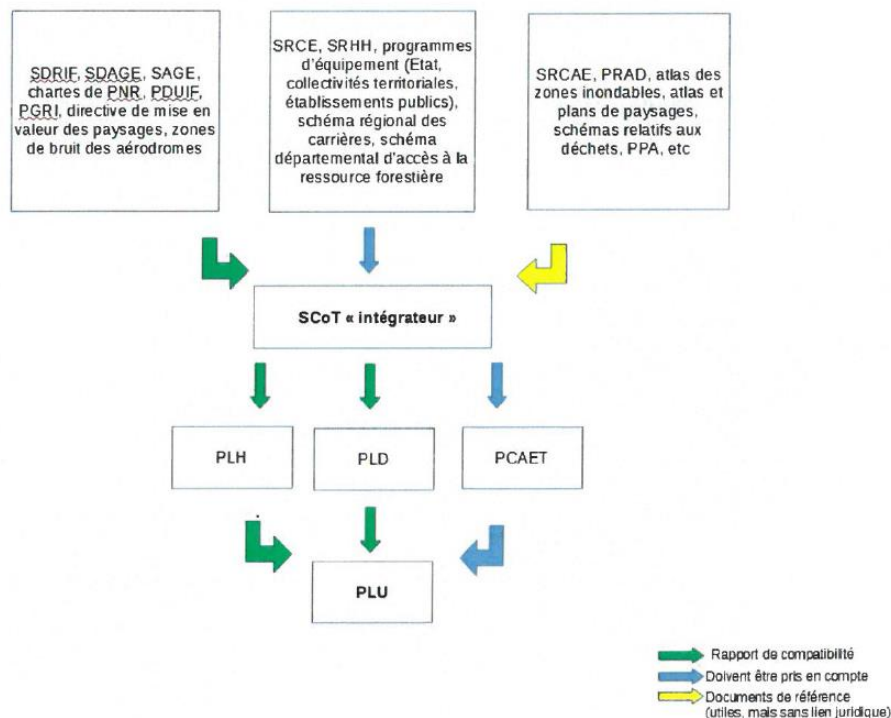 SDRIF, SDAGE, SAGE,
chartes de PNR, PDUIF,
PGRI, directive de mise en
valeur des paysages, zones
de bruit des aérodromes
SRCE, SRHH, programmes
d'équipement (Etat,
collectivités territoriales,
établissements publics),
schéma régional des
carrières, schéma
départemental d'accès à la
ressource forestière
SRCAE, PRAD, atlas des
zones inondables, atlas et
plans de paysages,
schémas relatifs aux
déchets, PPA, etc
SCoT « intégrateur »
PLH
PLD
PCAET
PLU
Rapport de compatibilité
Doivent être pris en compte
Documents de référence
(utiles, mais sans lien juridique)